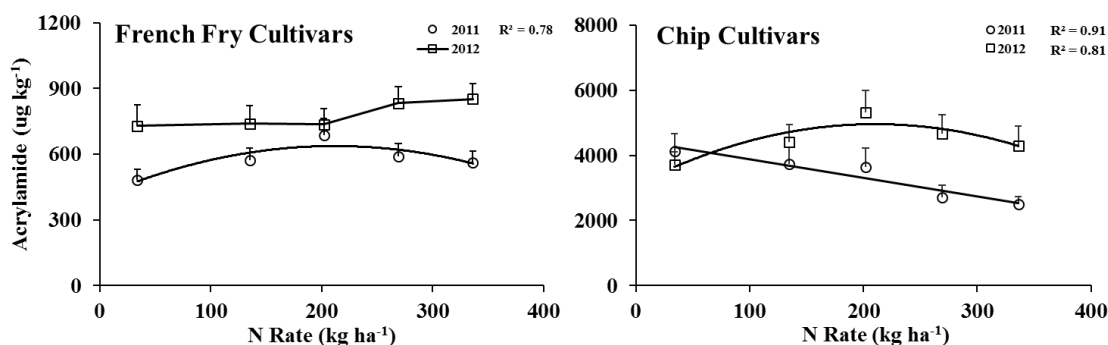 French Fry Cultivars
2011 R² = 0.78
2012
1200
900
600
300
0
Acrylamide (ug kg⁻¹)
0 100 200 300 400
N Rate (kg ha⁻¹)
Chip Cultivars
2011 R² = 0.91
2012 R² = 0.81
8000
6000
4000
2000
0
0 100 200 300 400
N Rate (kg ha⁻¹)